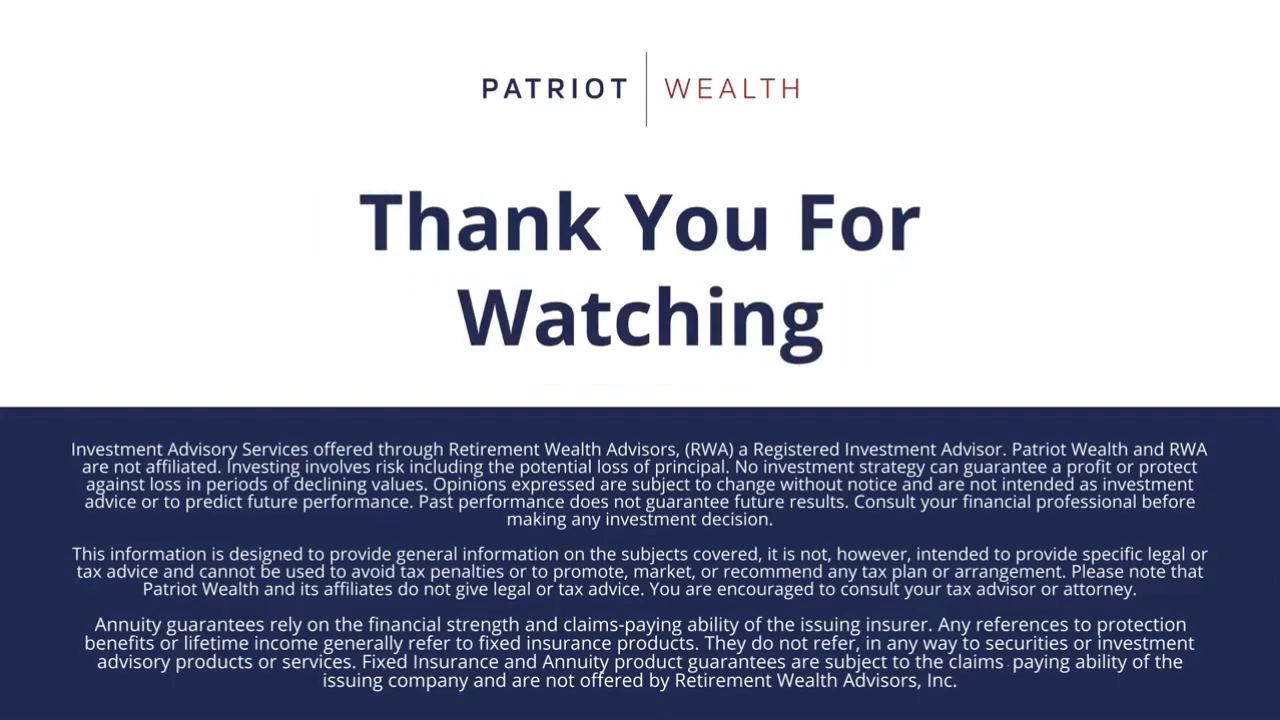 PATRIOT WEALTH
Thank You For
Watching
Investment Advisory Services offered through Retirement Wealth Advisors, (RWA) a Registered Investment Advisor. Patriot Wealth and RWA
are not affiliated. Investing involves risk including the potential loss of principal. No investment strategy can guarantee a profit or protect
against loss in periods of declining values. Opinions expressed are subject to change without notice and are not intended as investment
advice or to predict future performance. Past performance does not guarantee future results. Consult your financial professional before
making any investment decision.
This information is designed to provide general information on the subjects covered, it is not, however, intended to provide specific legal or
tax advice and cannot be used to avoid tax penalties or to promote, market, or recommend any tax plan or arrangement. Please note that
Patriot Wealth and its affiliates do not give legal or tax advice. You are encouraged to consult your tax advisor or attorney.
Annuity guarantees rely on the financial strength and claims-paying ability of the issuing insurer. Any references to protection
benefits or lifetime income generally refer to fixed insurance products. They do not refer, in any way to securities or investment
advisory products or services. Fixed Insurance and Annuity product guarantees are subject to the claims paying ability of the
issuing company and are not offered by Retirement Wealth Advisors, Inc.